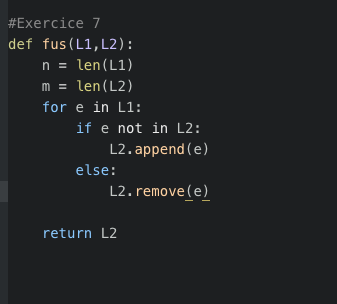 #Exercice 7
def fus(L1,L2):
    n = len(L1)
    m = len(L2)
    for e in L1:
        if e not in L2:
            L2.append(e)
        else:
            L2.remove(e)
    return L2